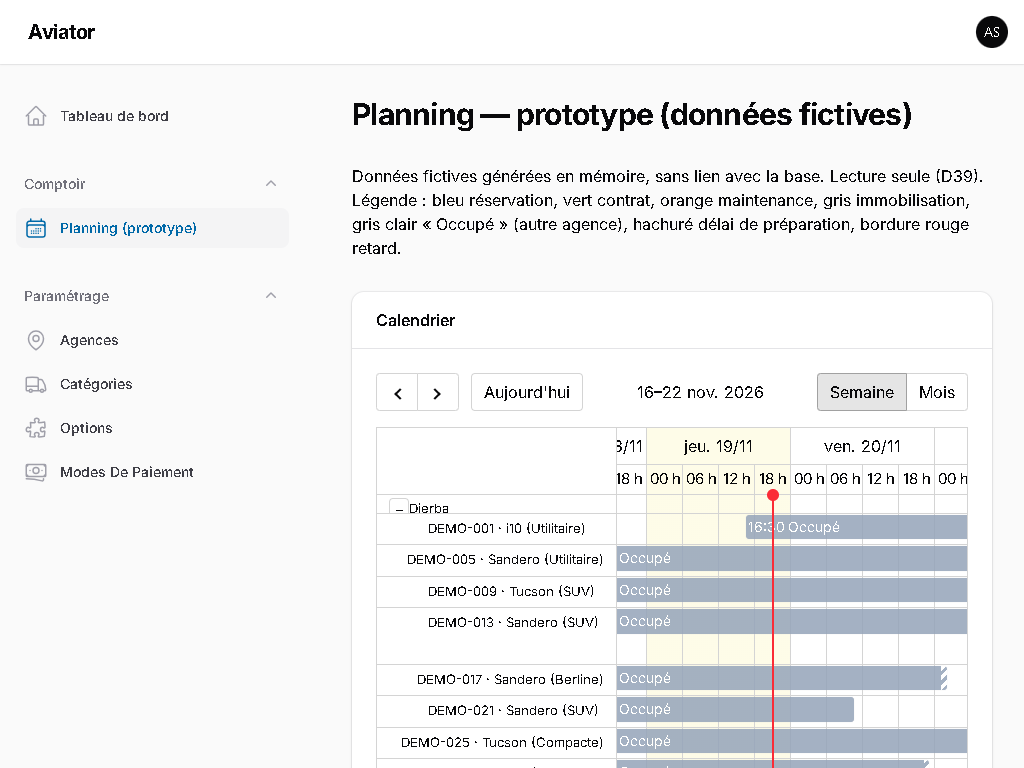 Aviator
AS
Tableau de bord
Comptoir
Planning (prototype)
Paramétrage
Agences
Catégories
Options
Modes De Paiement
Planning — prototype (données fictives)
Données fictives générées en mémoire, sans lien avec la base. Lecture seule (D39).
Légende : bleu réservation, vert contrat, orange maintenance, gris immobilisation,
gris clair « Occupé » (autre agence), hachuré délai de préparation, bordure rouge
retard.
Calendrier
Aujourd'hui
16–22 nov. 2026
Semaine
Mois
8/11
jeu. 19/11
ven. 20/11
18 h 00 h 06 h 12 h 18 h 00 h 06 h 12 h 18 h 00 h
Djerba
DEMO-001 · i10 (Utilitaire)
16:30 Occupé
DEMO-005 · Sandero (Utilitaire)
Occupé
DEMO-009 · Tucson (SUV)
Occupé
DEMO-013 · Sandero (SUV)
Occupé
DEMO-017 · Sandero (Berline)
Occupé
DEMO-021 · Sandero (SUV)
Occupé
DEMO-025 · Tucson (Compacte)
Occupé